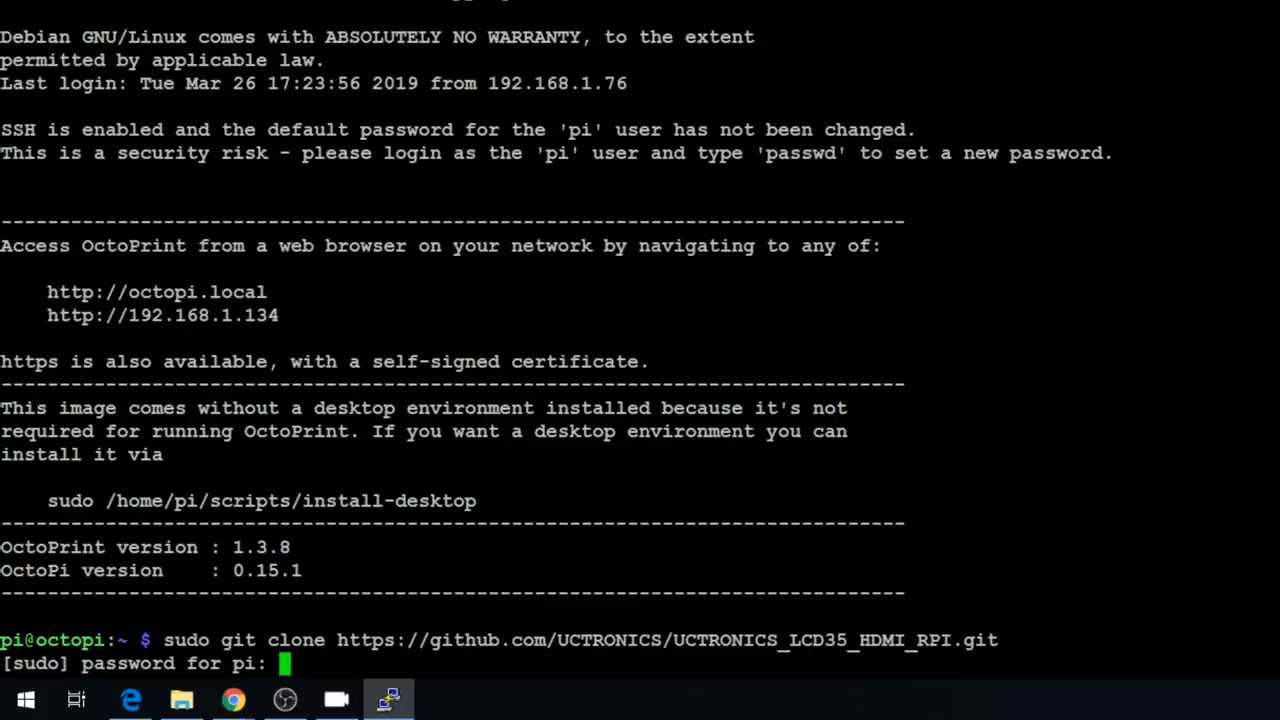 Debian GNU/Linux comes with ABSOLUTELY NO WARRANTY, to the extent
permitted by applicable law.
Last login: Tue Mar 26 17:23:56 2019 from 192.168.1.76
SSH is enabled and the default password for the 'pi' user has not been changed.
This is a security risk - please login as the 'pi' user and type 'passwd' to set a new password.
------------------------------------------------------------------------------
Access OctoPrint from a web browser on your network by navigating to any of:
http://octopi.local
http://192.168.1.134
https is also available, with a self-signed certificate.
------------------------------------------------------------------------------
This image comes without a desktop environment installed because it's not
required for running OctoPrint. If you want a desktop environment you can
install it via
sudo /home/pi/scripts/install-desktop
------------------------------------------------------------------------------
OctoPrint version : 1.3.8
OctoPi version    : 0.15.1
------------------------------------------------------------------------------
pi@octopi:~ $ sudo git clone https://github.com/UCTRONICS/UCTRONICS_LCD35_HDMI_RPI.git
[sudo] password for pi: